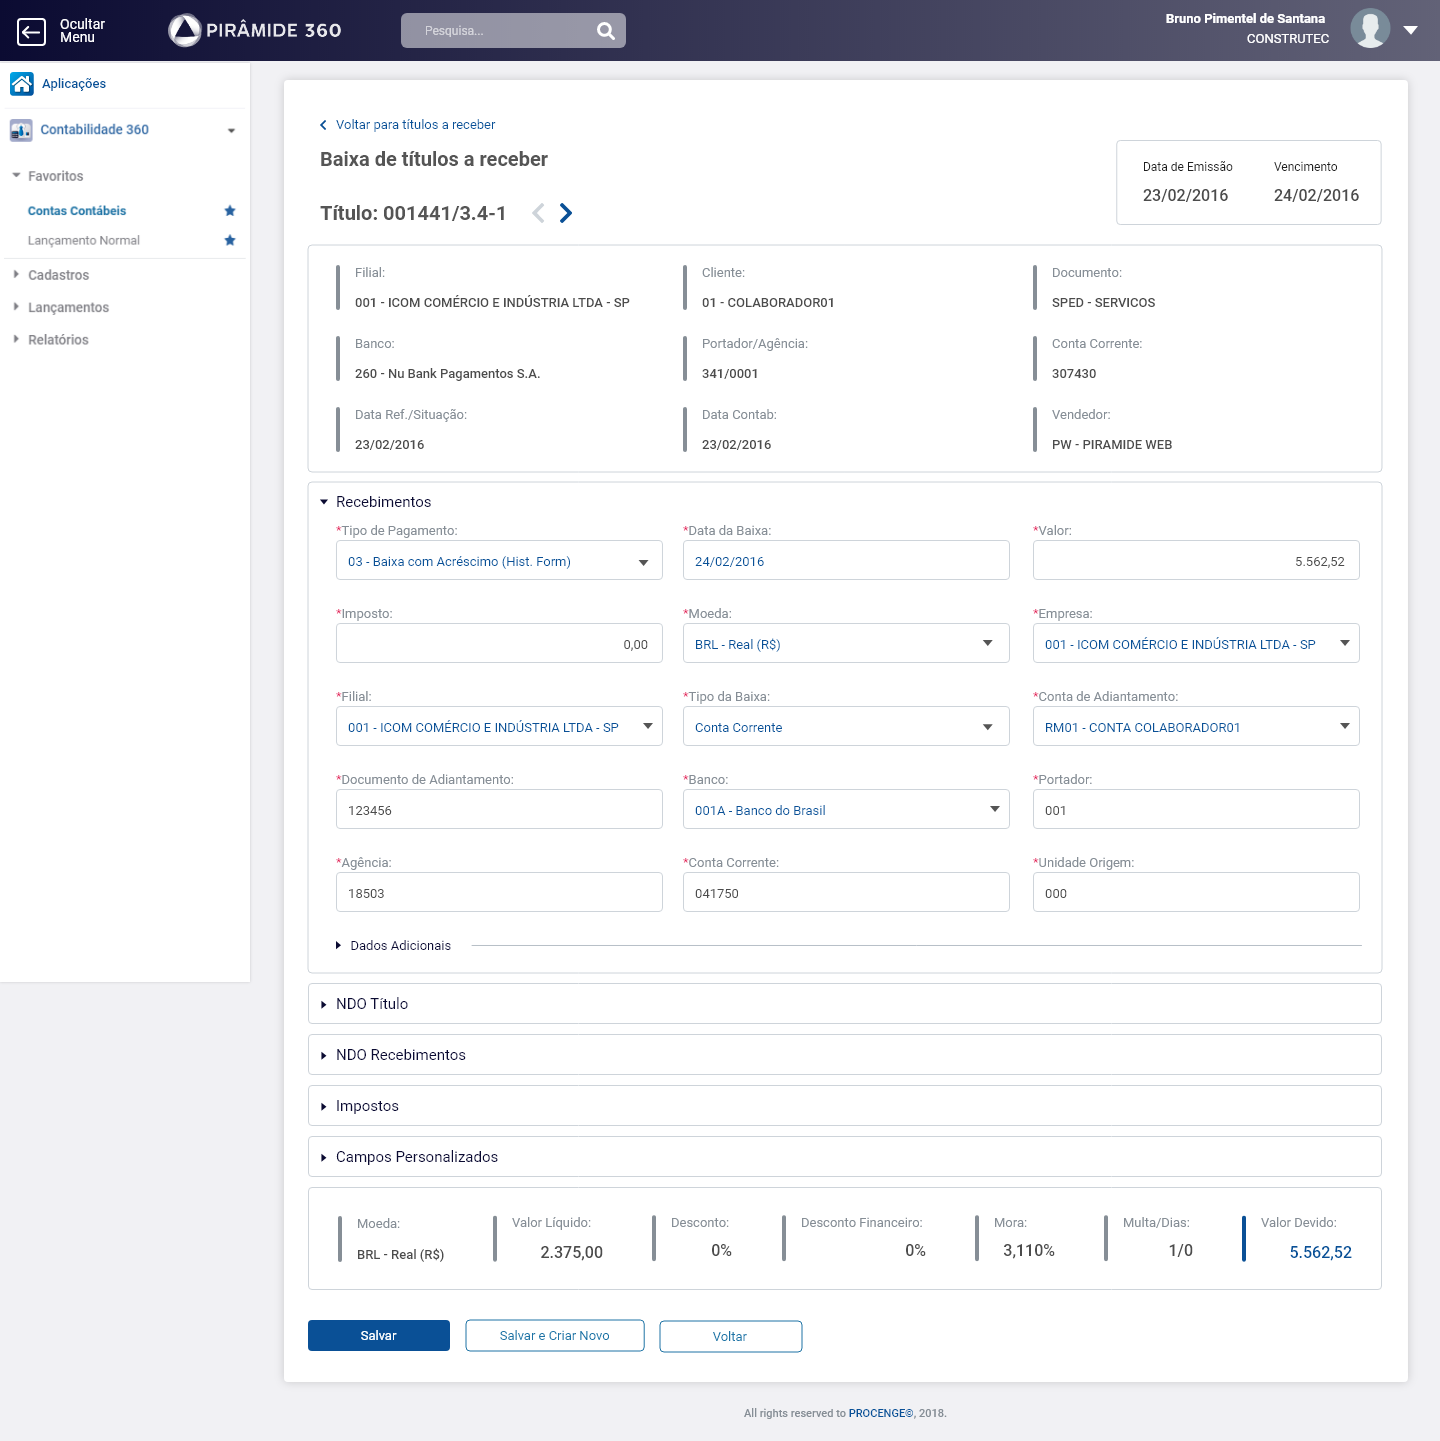 Ocultar
Menu
PIRÂMIDE 360
Pesquisa...
Bruno Pimentel de Santana
CONSTRUTEC
Aplicações
Contabilidade 360
Favoritos
Contas Contábeis
Lançamento Normal
Cadastros
Lançamentos
Relatórios
Voltar para títulos a receber
Baixa de títulos a receber
Título: 001441/3.4-1
Data de Emissão Vencimento
23/02/2016 24/02/2016
Filial: Cliente: Documento:
001 - ICOM COMÉRCIO E INDÚSTRIA LTDA - SP 01 - COLABORADOR01 SPED - SERVICOS
Banco: Portador/Agência: Conta Corrente:
260 - Nu Bank Pagamentos S.A. 341/0001 307430
Data Ref./Situação: Data Contab: Vendedor:
23/02/2016 23/02/2016 PW - PIRAMIDE WEB
Recebimentos
*Tipo de Pagamento: *Data da Baixa: *Valor:
03 - Baixa com Acréscimo (Hist. Form) 24/02/2016 5.562,52
*Imposto: *Moeda: *Empresa:
0,00 BRL - Real (R$) 001 - ICOM COMÉRCIO E INDÚSTRIA LTDA - SP
*Filial: *Tipo da Baixa: *Conta de Adiantamento:
001 - ICOM COMÉRCIO E INDÚSTRIA LTDA - SP Conta Corrente RM01 - CONTA COLABORADOR01
*Documento de Adiantamento: *Banco: *Portador:
123456 001A - Banco do Brasil 001
*Agência: *Conta Corrente: *Unidade Origem:
18503 041750 000
Dados Adicionais
NDO Título
NDO Recebimentos
Impostos
Campos Personalizados
Moeda: Valor Líquido: Desconto: Desconto Financeiro: Mora: Multa/Dias: Valor Devido:
BRL - Real (R$) 2.375,00 0% 0% 3,110% 1/0 5.562,52
Salvar Salvar e Criar Novo Voltar
All rights reserved to PROCENGE©, 2018.